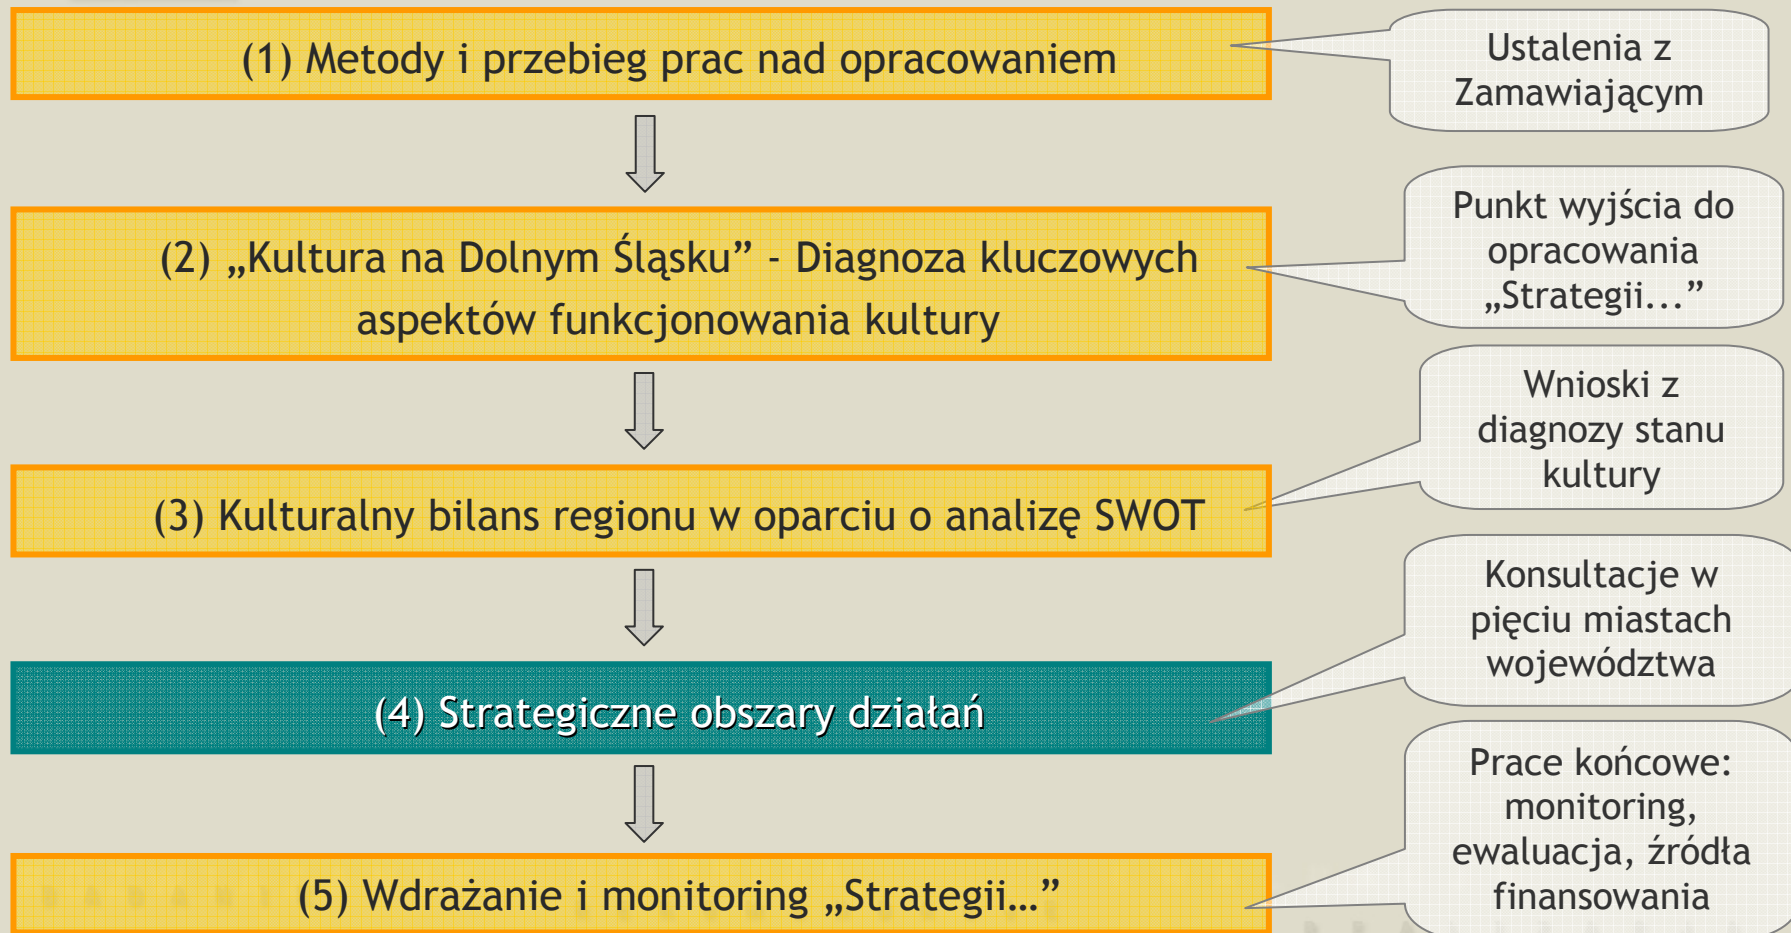 (1) Metody i przebieg prac nad opracowaniem
Ustalenia z
Zamawiającym
(2) „Kultura na Dolnym Śląsku” - Diagnoza kluczowych
aspektów funkcjonowania kultury
Punkt wyjścia do
opracowania
„Strategii...”
(3) Kulturalny bilans regionu w oparciu o analizę SWOT
Wnioski z
diagnozy stanu
kultury
(4) Strategiczne obszary działań
Konsultacje w
pięciu miastach
województwa
(5) Wdrażanie i monitoring „Strategii…”
Prace końcowe:
monitoring,
ewaluacja, źródła
finansowania